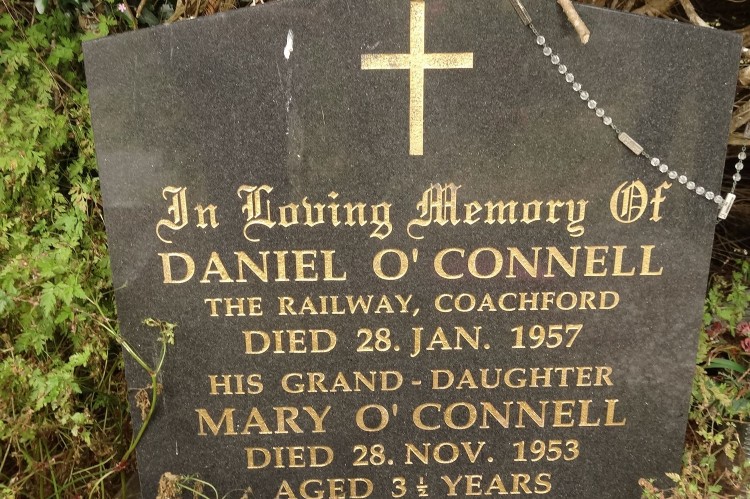 In Loving Memory Of
DANIEL O'CONNELL
THE RAILWAY, COACHFORD
DIED 28. JAN. 1957
HIS GRAND-DAUGHTER
MARY O'CONNELL
DIED 28. NOV. 1953
AGED 3½ YEARS